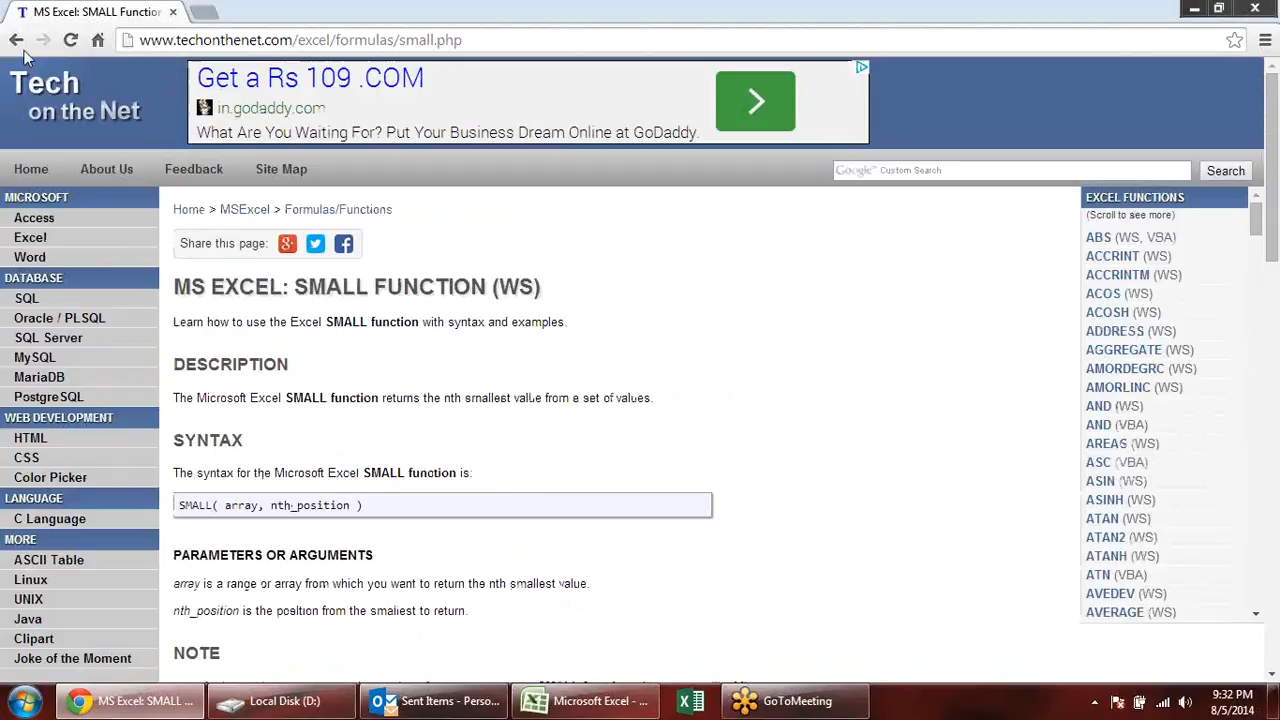 T MS Excel: SMALL Function
www.techonthenet.com/excel/formulas/small.php
Tech
on the Net
Get a Rs 109 .COM
in.godaddy.com
What Are You Waiting For? Put Your Business Dream Online at GoDaddy.
Home About Us Feedback Site Map
Google™ Custom Search
Search
MICROSOFT
Access
Excel
Word
DATABASE
SQL
Oracle / PLSQL
SQL Server
MySQL
MariaDB
PostgreSQL
WEB DEVELOPMENT
HTML
CSS
Color Picker
LANGUAGE
C Language
MORE
ASCII Table
Linux
UNIX
Java
Clipart
Joke of the Moment
Home > MSExcel > Formulas/Functions
Share this page:
MS EXCEL: SMALL FUNCTION (WS)
Learn how to use the Excel SMALL function with syntax and examples.
DESCRIPTION
The Microsoft Excel SMALL function returns the nth smallest value from a set of values.
SYNTAX
The syntax for the Microsoft Excel SMALL function is:
SMALL( array, nth_position )
PARAMETERS OR ARGUMENTS
array is a range or array from which you want to return the nth smallest value.
nth_position is the position from the smallest to return.
NOTE
EXCEL FUNCTIONS
(Scroll to see more)
ABS (WS, VBA)
ACCRINT (WS)
ACCRINTM (WS)
ACOS (WS)
ACOSH (WS)
ADDRESS (WS)
AGGREGATE (WS)
AMORDEGRC (WS)
AMORLINC (WS)
AND (WS)
AND (VBA)
AREAS (WS)
ASC (VBA)
ASIN (WS)
ASINH (WS)
ATAN (WS)
ATAN2 (WS)
ATANH (WS)
ATN (VBA)
AVEDEV (WS)
AVERAGE (WS)
MS Excel: SMALL ...
Local Disk (D:)
Sent Items - Perso...
Microsoft Excel - ...
GoToMeeting
9:32 PM
8/5/2014